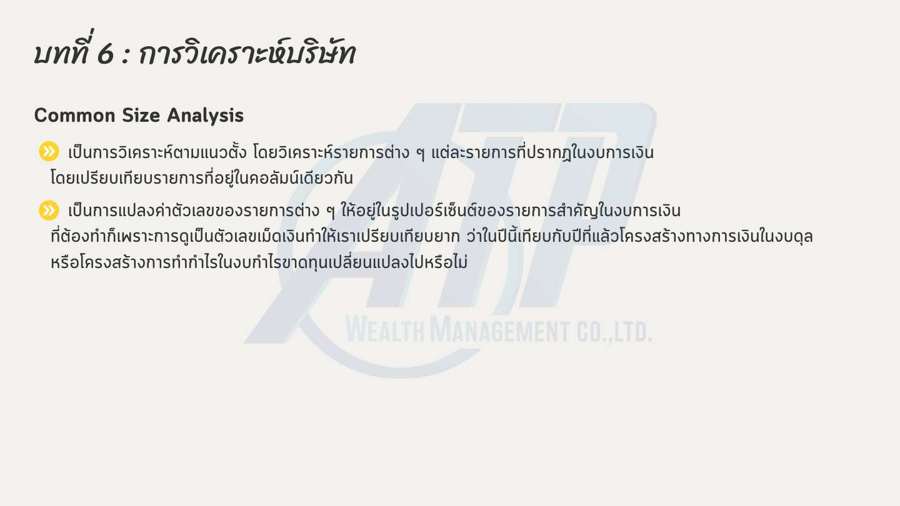 บทที่ 6 : การวิเคราะห์บริษัท
Common Size Analysis
เป็นการวิเคราะห์ตามแนวตั้ง โดยวิเคราะห์รายการต่าง ๆ แต่ละรายการที่ปรากฎในงบการเงิน
โดยเปรียบเทียบรายการที่อยู่ในคอลัมน์เดียวกัน
เป็นการแปลงค่าตัวเลขของรายการต่าง ๆ ให้อยู่ในรูปเปอร์เซ็นต์ของรายการสำคัญในงบการเงิน
ที่ต้องทำก็เพราะการดูเป็นตัวเลขเม็ดเงินทำให้เราเปรียบเทียบยาก ว่าในปีนี้เทียบกับปีที่แล้วโครงสร้างทางการเงินในงบดุล
หรือโครงสร้างการทำกำไรในงบกำไรขาดทุนเปลี่ยนแปลงไปหรือไม่
ATP
WEALTH MANAGEMENT CO.,LTD.